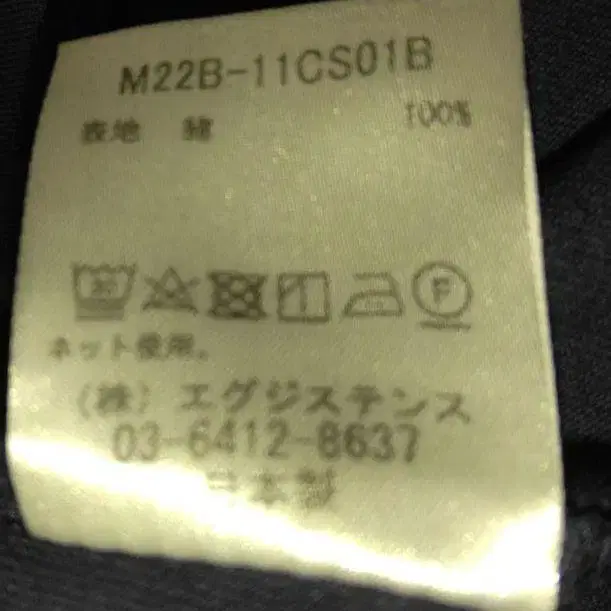 M22B-11CS01B
表地 綿 100%
30 F
ネット使用。
(株) エグジステンス
03-6412-8637
日本製